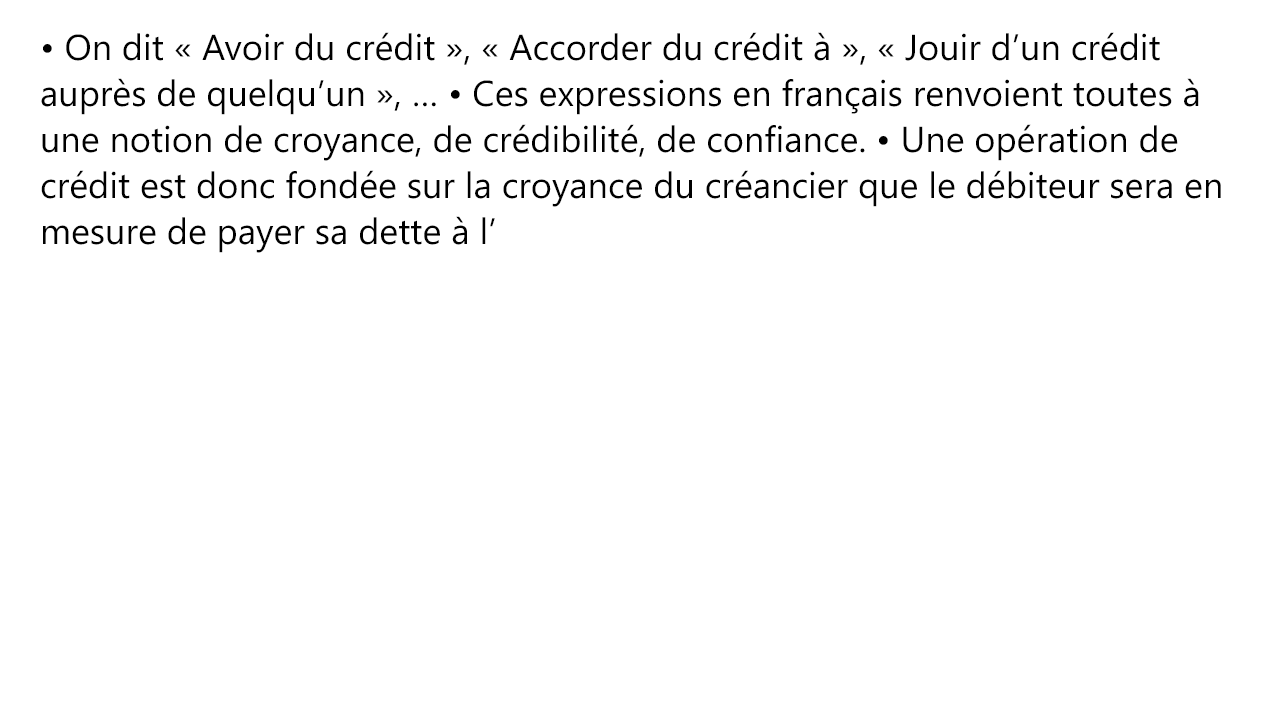 • On dit « Avoir du crédit », « Accorder du crédit à », « Jouir d’un crédit
auprès de quelqu’un », … • Ces expressions en français renvoient toutes à
une notion de croyance, de crédibilité, de confiance. • Une opération de
crédit est donc fondée sur la croyance du créancier que le débiteur sera en
mesure de payer sa dette à l’